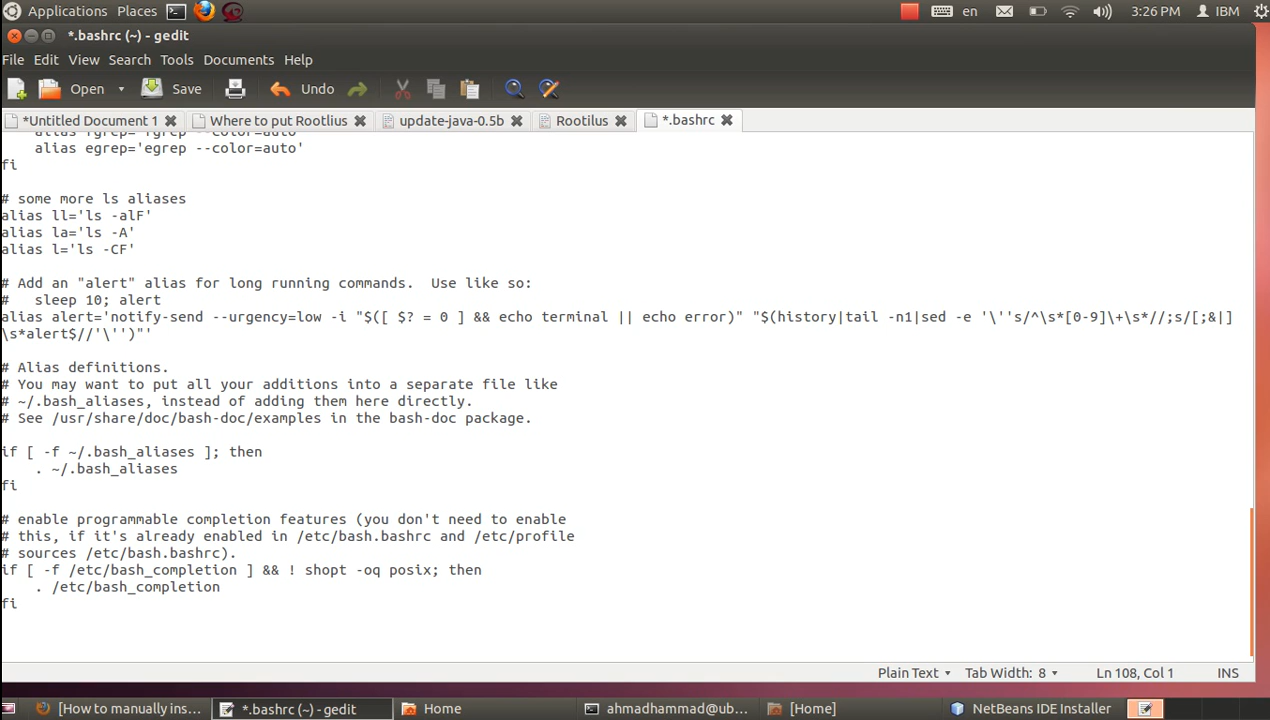 Applications Places en 3:26 PM IBM
*.bashrc (~) - gedit
File Edit View Search Tools Documents Help
Open Save Undo
*Untitled Document 1 Where to put Rootlius update-java-0.5b Rootilus *.bashrc
alias fgrep='fgrep --color=auto'
alias egrep='egrep --color=auto'
fi
# some more ls aliases
alias ll='ls -alF'
alias la='ls -A'
alias l='ls -CF'
# Add an "alert" alias for long running commands.  Use like so:
#   sleep 10; alert
alias alert='notify-send --urgency=low -i "$([ $? = 0 ] && echo terminal || echo error)" "$(history|tail -n1|sed -e '\''s/^\s*[0-9]\+\s*//;s/[;&|]
\s*alert$//'\'')"'
# Alias definitions.
# You may want to put all your additions into a separate file like
# ~/.bash_aliases, instead of adding them here directly.
# See /usr/share/doc/bash-doc/examples in the bash-doc package.
if [ -f ~/.bash_aliases ]; then
. ~/.bash_aliases
fi
# enable programmable completion features (you don't need to enable
# this, if it's already enabled in /etc/bash.bashrc and /etc/profile
# sources /etc/bash.bashrc).
if [ -f /etc/bash_completion ] && ! shopt -oq posix; then
. /etc/bash_completion
fi
Plain Text Tab Width: 8 Ln 108, Col 1 INS
[How to manually ins... *.bashrc (~) - gedit Home ahmadhammad@ub... [Home] NetBeans IDE Installer